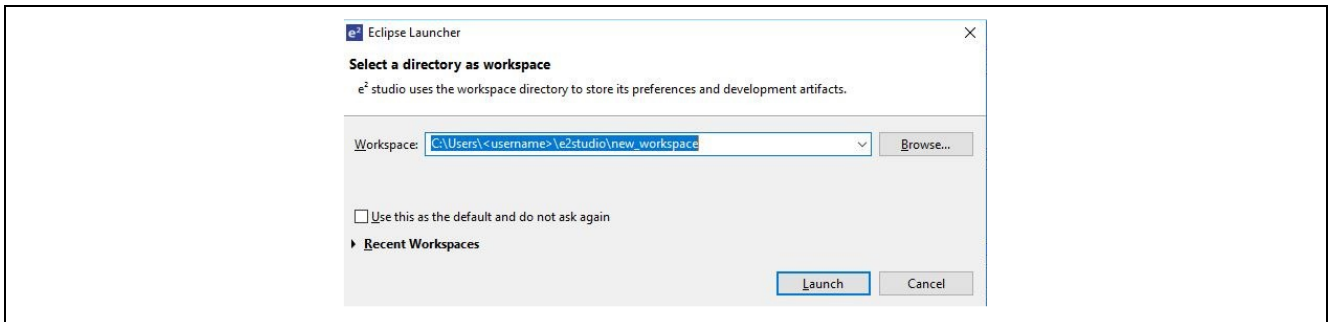 e² Eclipse Launcher
Select a directory as workspace
e² studio uses the workspace directory to store its preferences and development artifacts.
Workspace: C:\Users\<username>\e2studio\new_workspace Browse...
Use this as the default and do not ask again
Recent Workspaces
Launch Cancel